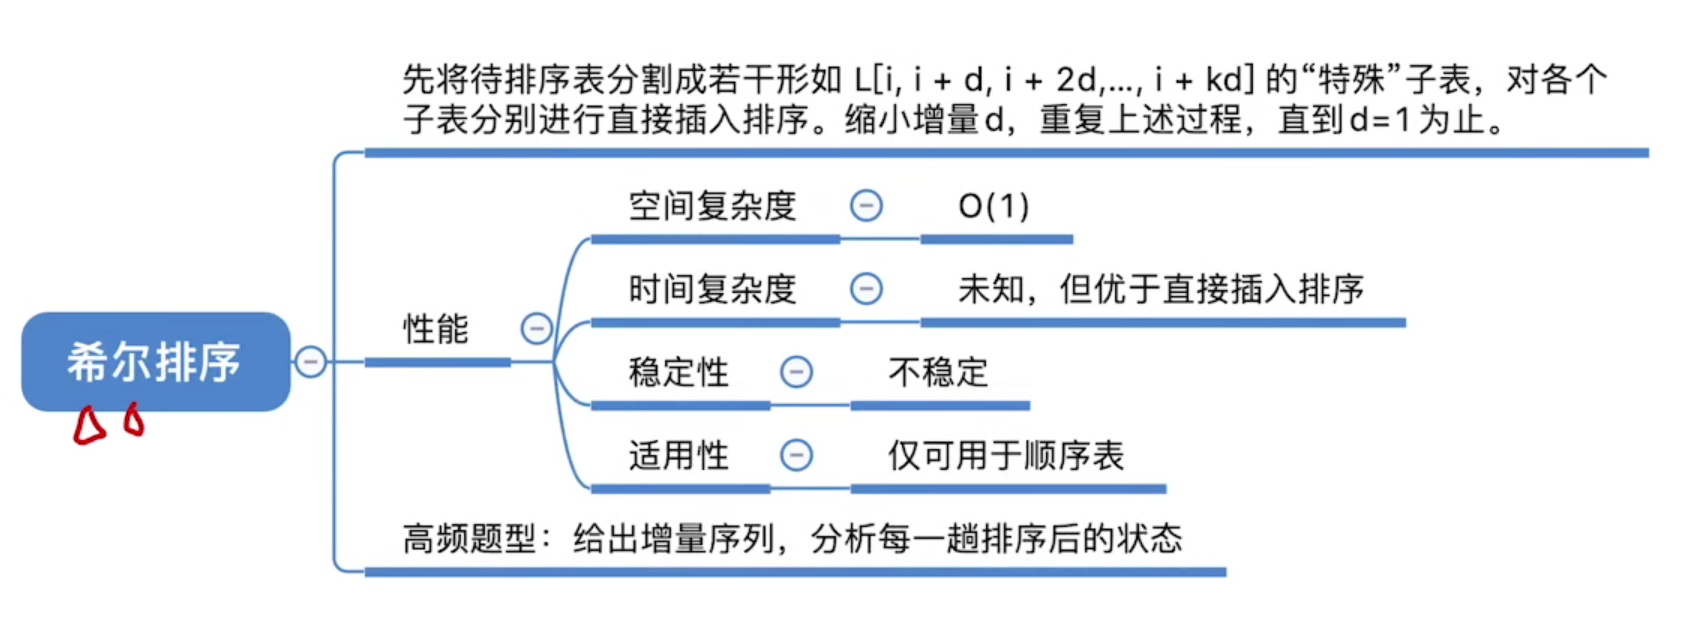 先将待排序表分割成若干形如 L[i, i + d, i + 2d,..., i + kd] 的“特殊”子表，对各个
子表分别进行直接插入排序。缩小增量d，重复上述过程，直到d=1为止。
空间复杂度 O(1)
时间复杂度 未知，但优于直接插入排序
性能
希尔排序
稳定性 不稳定
适用性 仅可用于顺序表
高频题型：给出增量序列，分析每一趟排序后的状态